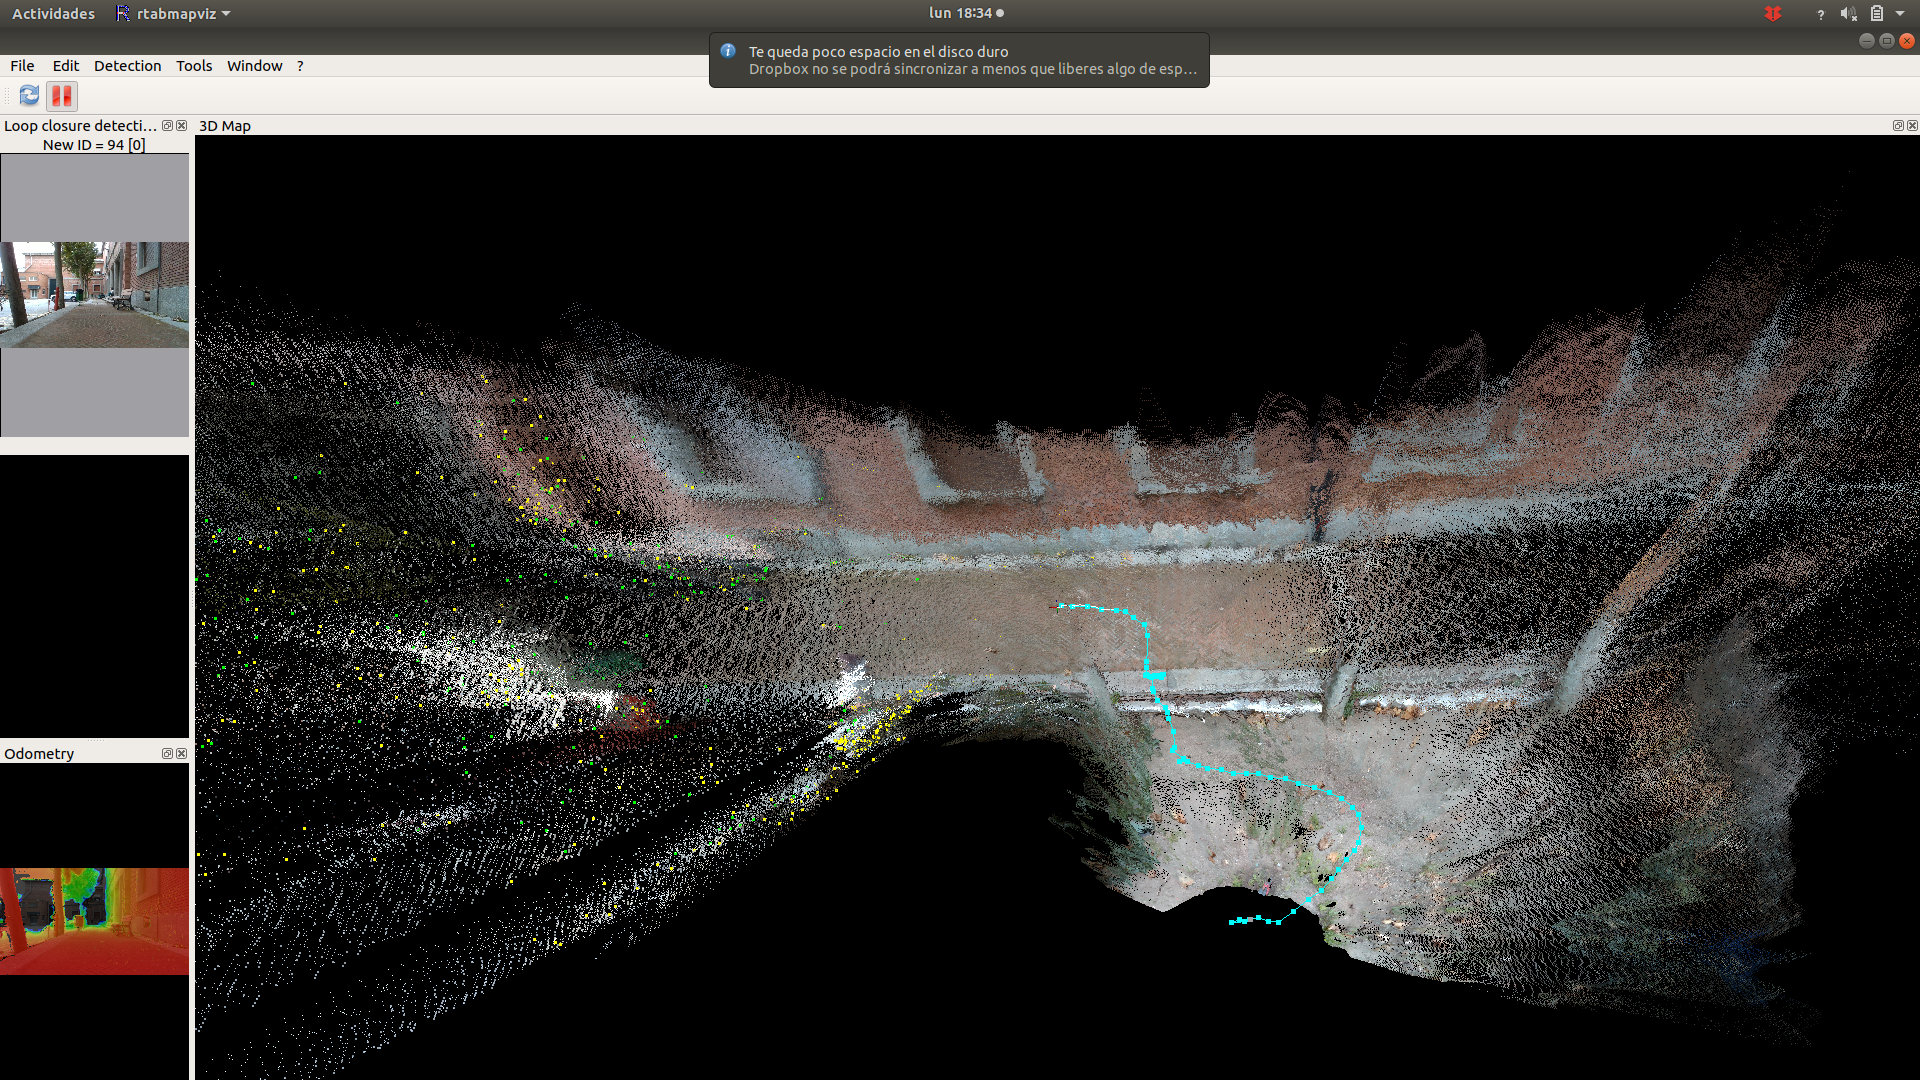 Actividades
rtabmapviz
lun 18:34
?
Te queda poco espacio en el disco duro
Dropbox no se podrá sincronizar a menos que liberes algo de esp...
File Edit Detection Tools Window ?
Loop closure detecti...
3D Map
New ID = 94 [0]
Odometry